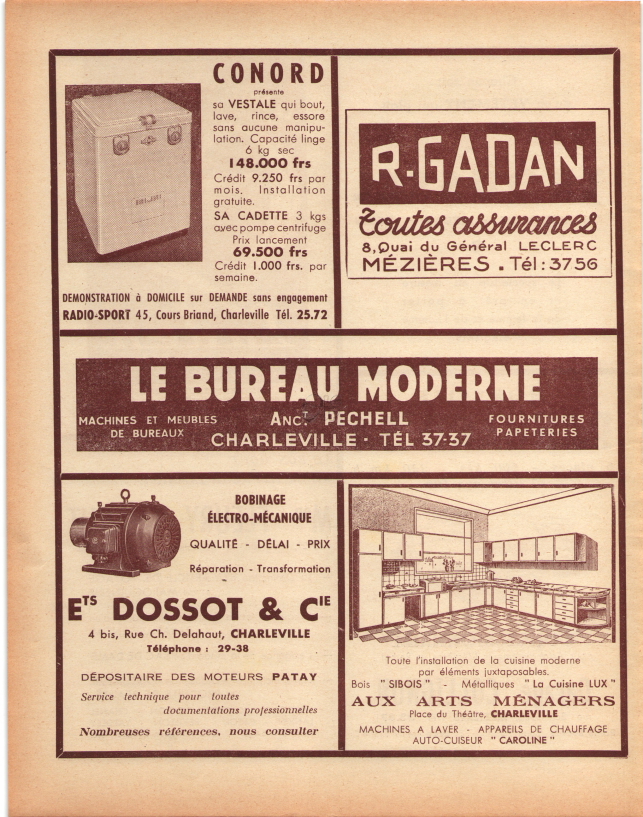 CONORD
présente
sa VESTALE qui bout,
lave, rince, essore
sans aucune manipu-
lation. Capacité linge
6 kg sec
148.000 frs
Crédit 9.250 frs par
mois. Installation
gratuite.
SA CADETTE 3 kgs
avec pompe centrifuge
Prix lancement
69.500 frs
Crédit 1.000 frs. par
semaine.
DEMONSTRATION à DOMICILE sur DEMANDE sans engagement
RADIO-SPORT 45, Cours Briand, Charleville Tél. 25.72
R-GADAN
Toutes assurances
8, Quai du Général LECLERC
MÉZIÈRES . Tél : 3756
LE BUREAU MODERNE
MACHINES ET MEUBLES
DE BUREAUX
ANCT. PECHELL
CHARLEVILLE - TÉL 37-37
FOURNITURES
PAPETERIES
BOBINAGE
ÉLECTRO-MÉCANIQUE
QUALITÉ - DÉLAI - PRIX
Réparation - Transformation
ETS DOSSOT & CIE
4 bis, Rue Ch. Delahaut, CHARLEVILLE
Téléphone : 29-38
DÉPOSITAIRE DES MOTEURS PATAY
Service technique pour toutes
documentations professionnelles
Nombreuses références, nous consulter
Toute l'installation de la cuisine moderne
par éléments juxtaposables.
Bois " SIBOIS " - Métalliques " La Cuisine LUX "
AUX ARTS MÉNAGERS
Place du Théâtre, CHARLEVILLE
MACHINES A LAVER - APPAREILS DE CHAUFFAGE
AUTO-CUISEUR " CAROLINE "